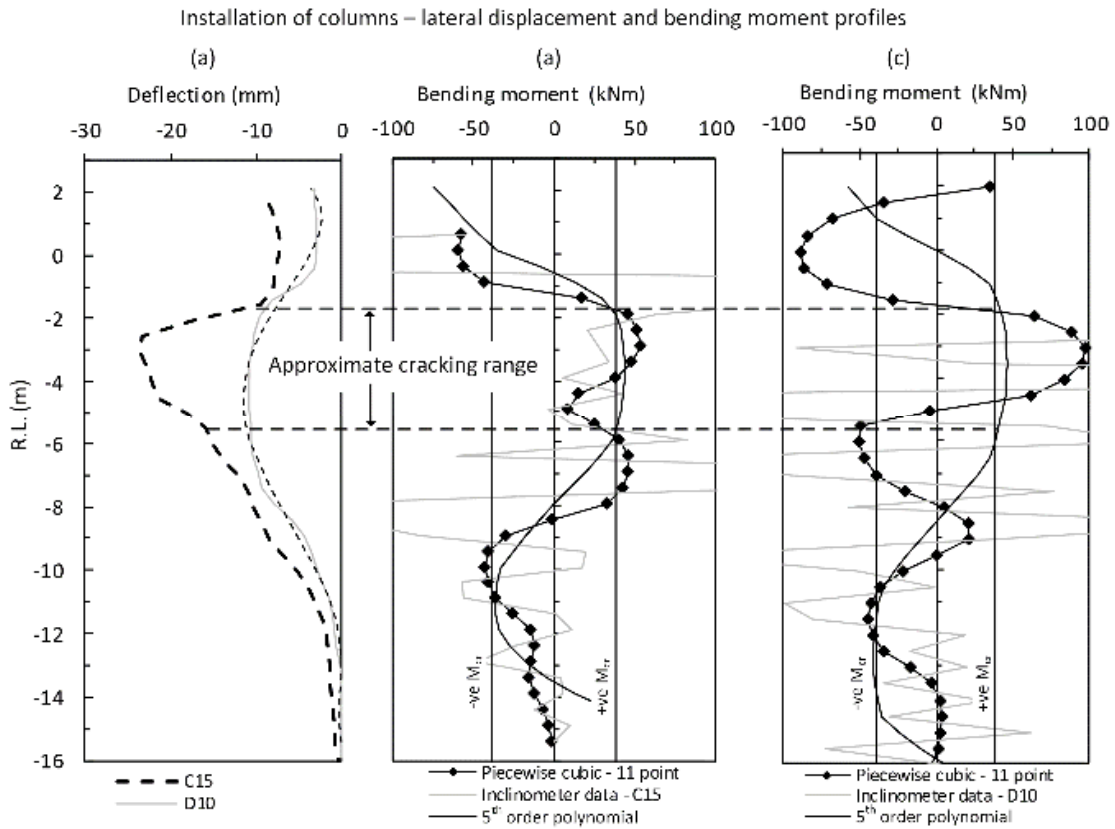 Installation of columns – lateral displacement and bending moment profiles
(a) (a) (c)
Deflection (mm) Bending moment (kNm) Bending moment (kNm)
-30 -20 -10 0 -100 -50 0 50 100 -100 -50 0 50 100
2
0
-2
Approximate cracking range
-4
R.L. (m)
-6
-8
-10
-12
-ve Mcr +ve Mcr -ve Mcr +ve Mcr
-14
-16
C15
D10
Piecewise cubic - 11 point
Inclinometer data - C15
5th order polynomial
Piecewise cubic - 11 point
Inclinometer data - D10
5th order polynomial